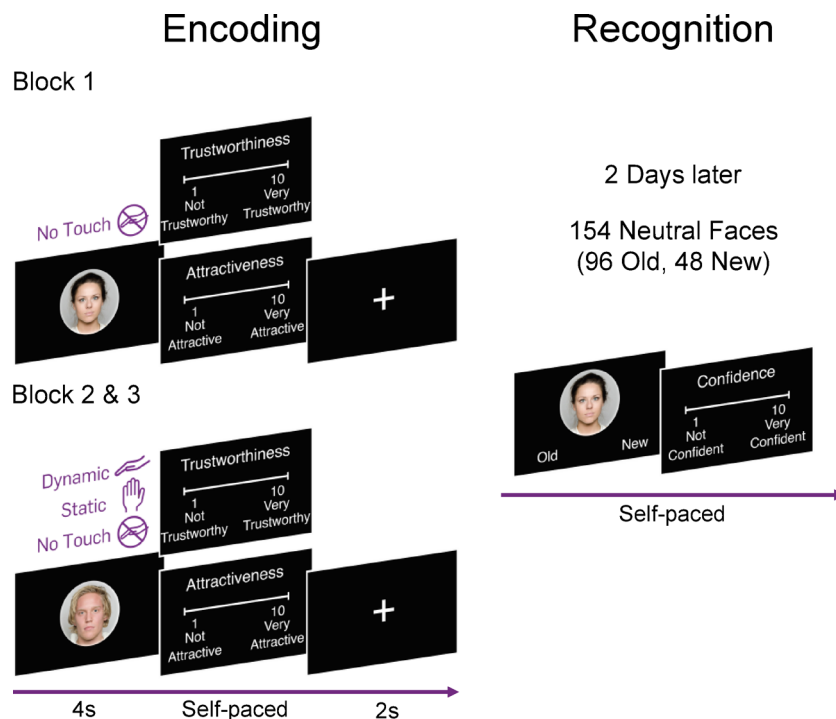 Encoding
Recognition
Block 1
No Touch
Trustworthiness
1 10
Not Very
Trustworthy Trustworthy
Attractiveness
1 10
Not Very
Attractive Attractive
+
Block 2 & 3
Dynamic
Static
No Touch
Trustworthiness
1 10
Not Very
Trustworthy Trustworthy
Attractiveness
1 10
Not Very
Attractive Attractive
+
4s Self-paced 2s
2 Days later
154 Neutral Faces
(96 Old, 48 New)
Old New
Confidence
1 10
Not Very
Confident Confident
Self-paced